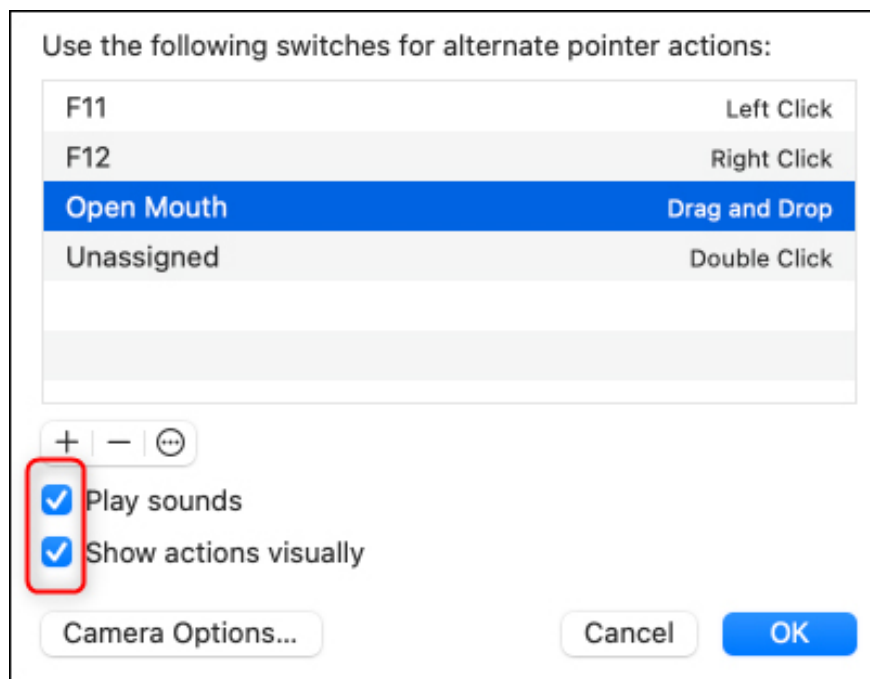 Use the following switches for alternate pointer actions:
F11 Left Click
F12 Right Click
Open Mouth Drag and Drop
Unassigned Double Click
Play sounds
Show actions visually
Camera Options... Cancel OK